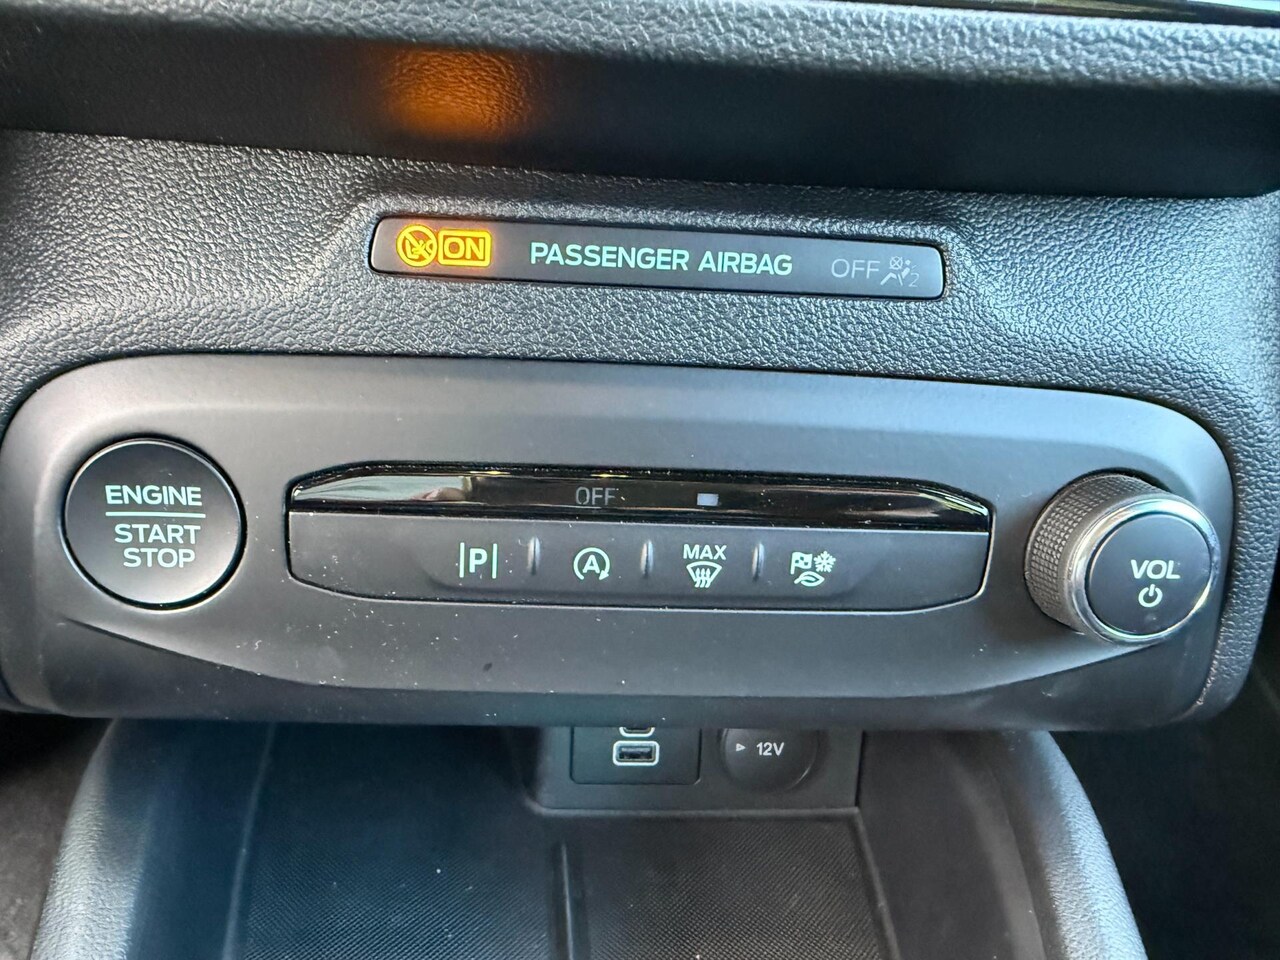 ON PASSENGER AIRBAG OFF 2
ENGINE
START
STOP
OFF
P
A
MAX
VOL
12V